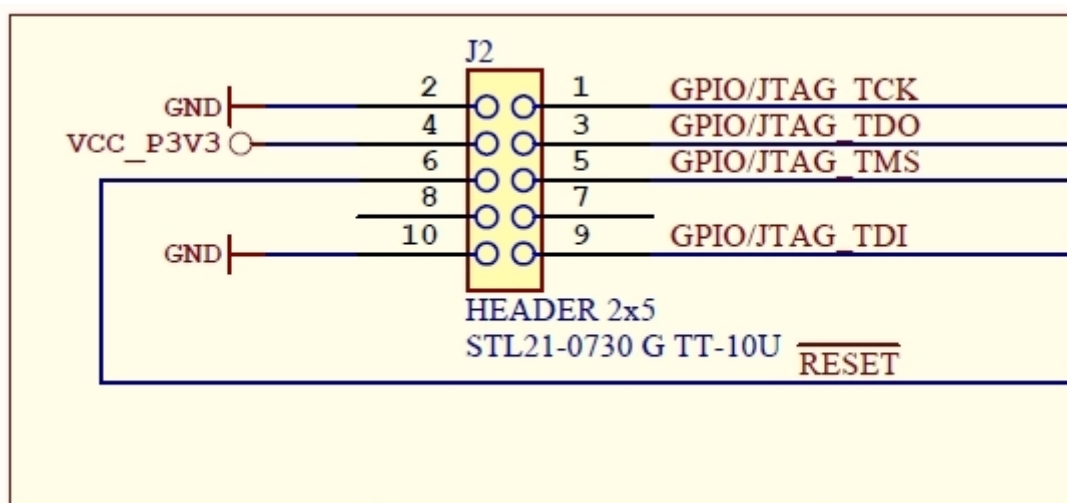 J2
GND 2 1 GPIO/JTAG_TCK
VCC_P3V3 4 3 GPIO/JTAG_TDO
6 5 GPIO/JTAG_TMS
8 7
GND 10 9 GPIO/JTAG_TDI
HEADER 2x5
STL21-0730 G TT-10U
RESET